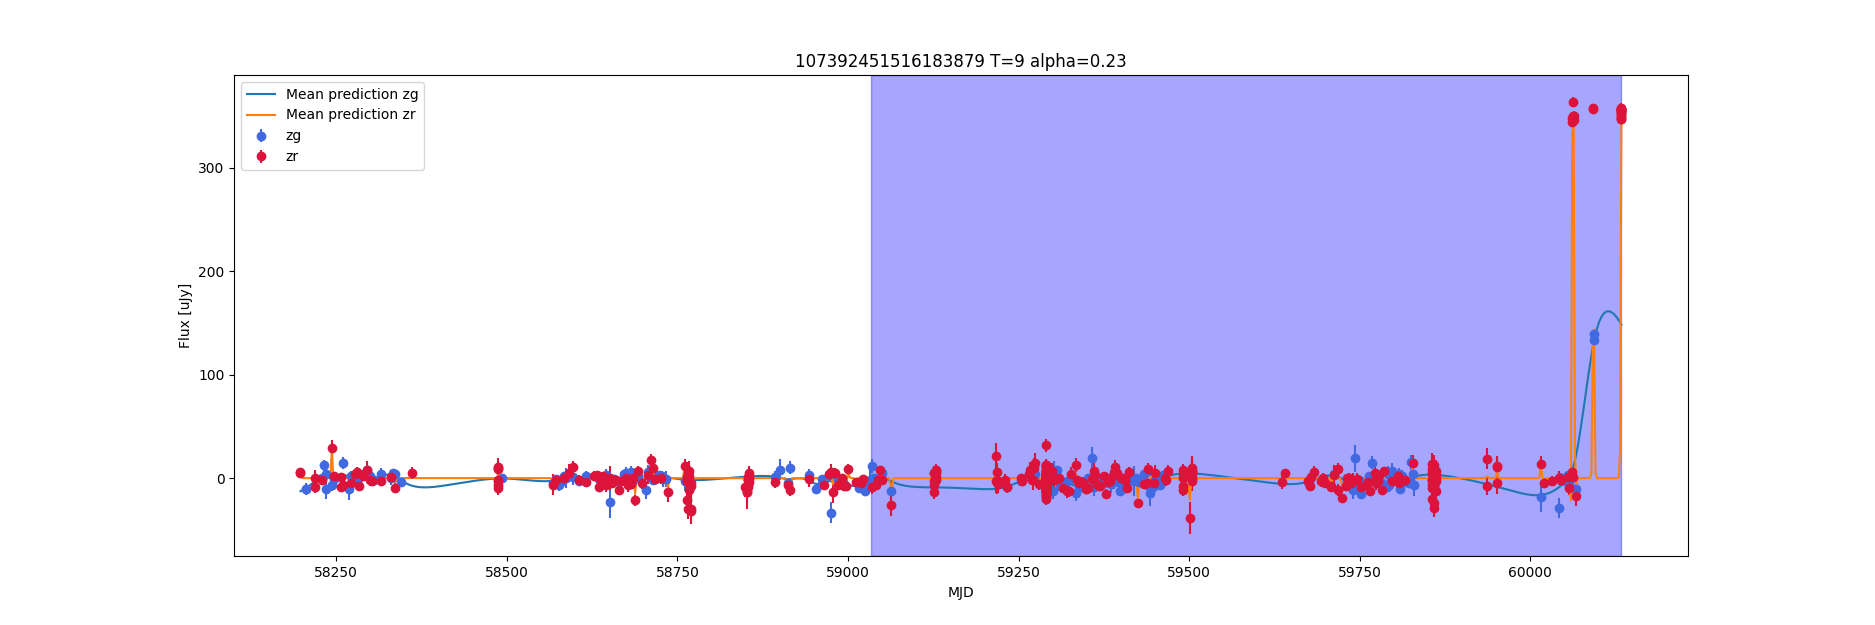 107392451516183879 T=9 alpha=0.23
Mean prediction zg
Mean prediction zr
zg
zr
Flux [uJy]
300
200
100
0
58250 58500 58750 59000 59250 59500 59750 60000
MJD